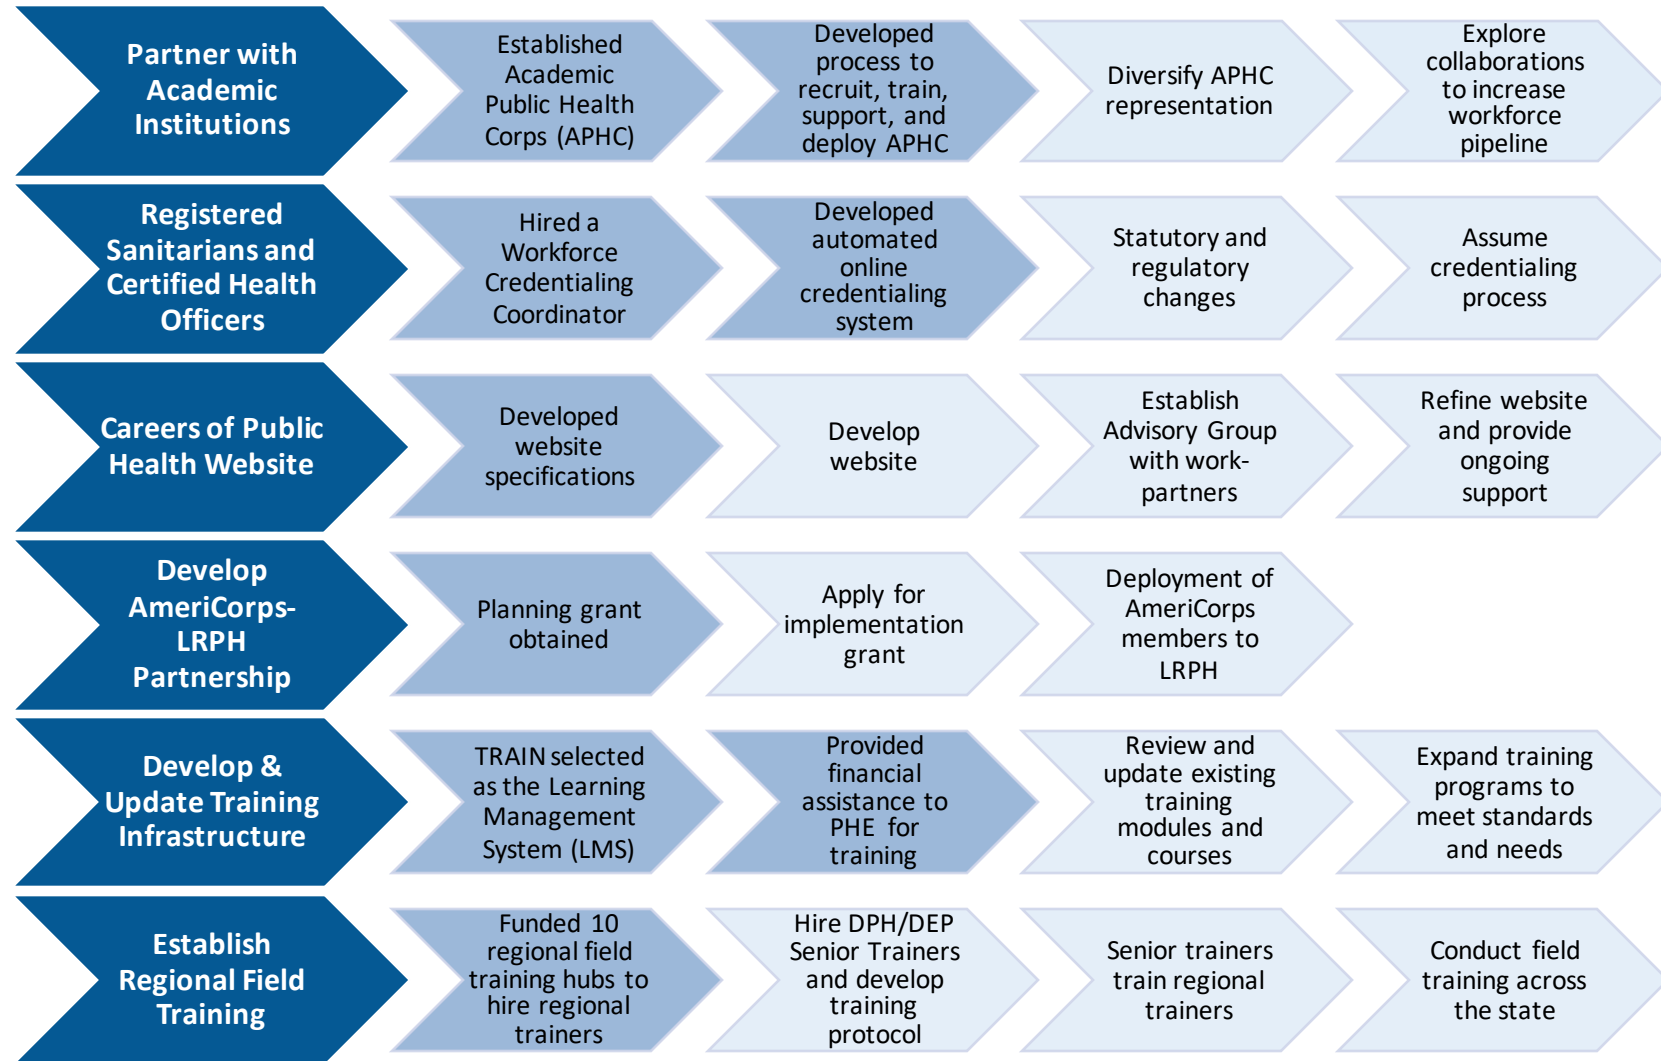 Partner with
Academic
Institutions
Established
Academic
Public Health
Corps (APHC)
Developed
process to
recruit, train,
support, and
deploy APHC
Diversify APHC
representation
Explore
collaborations
to increase
workforce
pipeline
Registered
Sanitarians and
Certified Health
Officers
Hired a
Workforce
Credentialing
Coordinator
Developed
automated
online
credentialing
system
Statutory and
regulatory
changes
Assume
credentialing
process
Careers of Public
Health Website
Developed
website
specifications
Develop
website
Establish
Advisory Group
with work-
partners
Refine website
and provide
ongoing
support
Develop
AmeriCorps-
LRPH
Partnership
Planning grant
obtained
Apply for
implementation
grant
Deployment of
AmeriCorps
members to
LRPH
Develop &
Update Training
Infrastructure
TRAIN selected
as the Learning
Management
System (LMS)
Provided
financial
assistance to
PHE for
training
Review and
update existing
training
modules and
courses
Expand training
programs to
meet standards
and needs
Establish
Regional Field
Training
Funded 10
regional field
training hubs to
hire regional
trainers
Hire DPH/DEP
Senior Trainers
and develop
training
protocol
Senior trainers
train regional
trainers
Conduct field
training across
the state